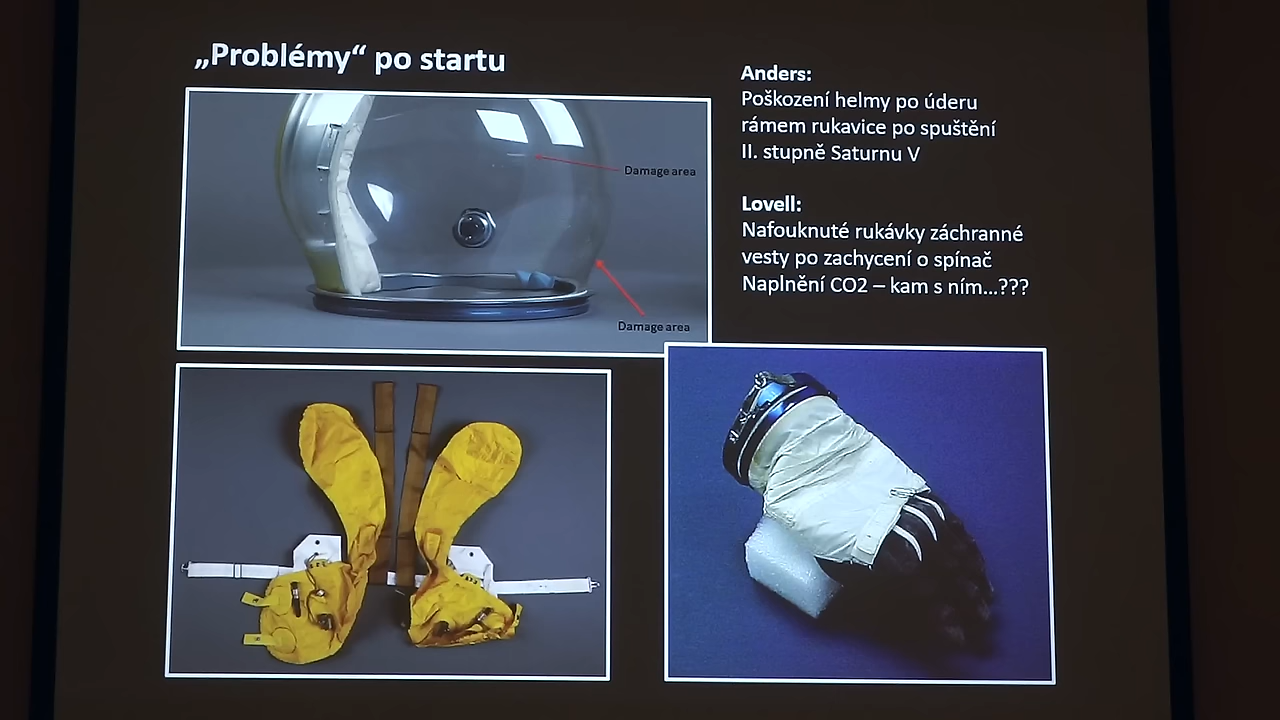 „Problémy“ po startu
Damage area
Damage area
Anders:
Poškození helmy po úderu
rámem rukavice po spuštění
II. stupně Saturnu V
Lovell:
Nafouknuté rukávky záchranné
vesty po zachycení o spínač
Naplnění CO2 – kam s ním...???